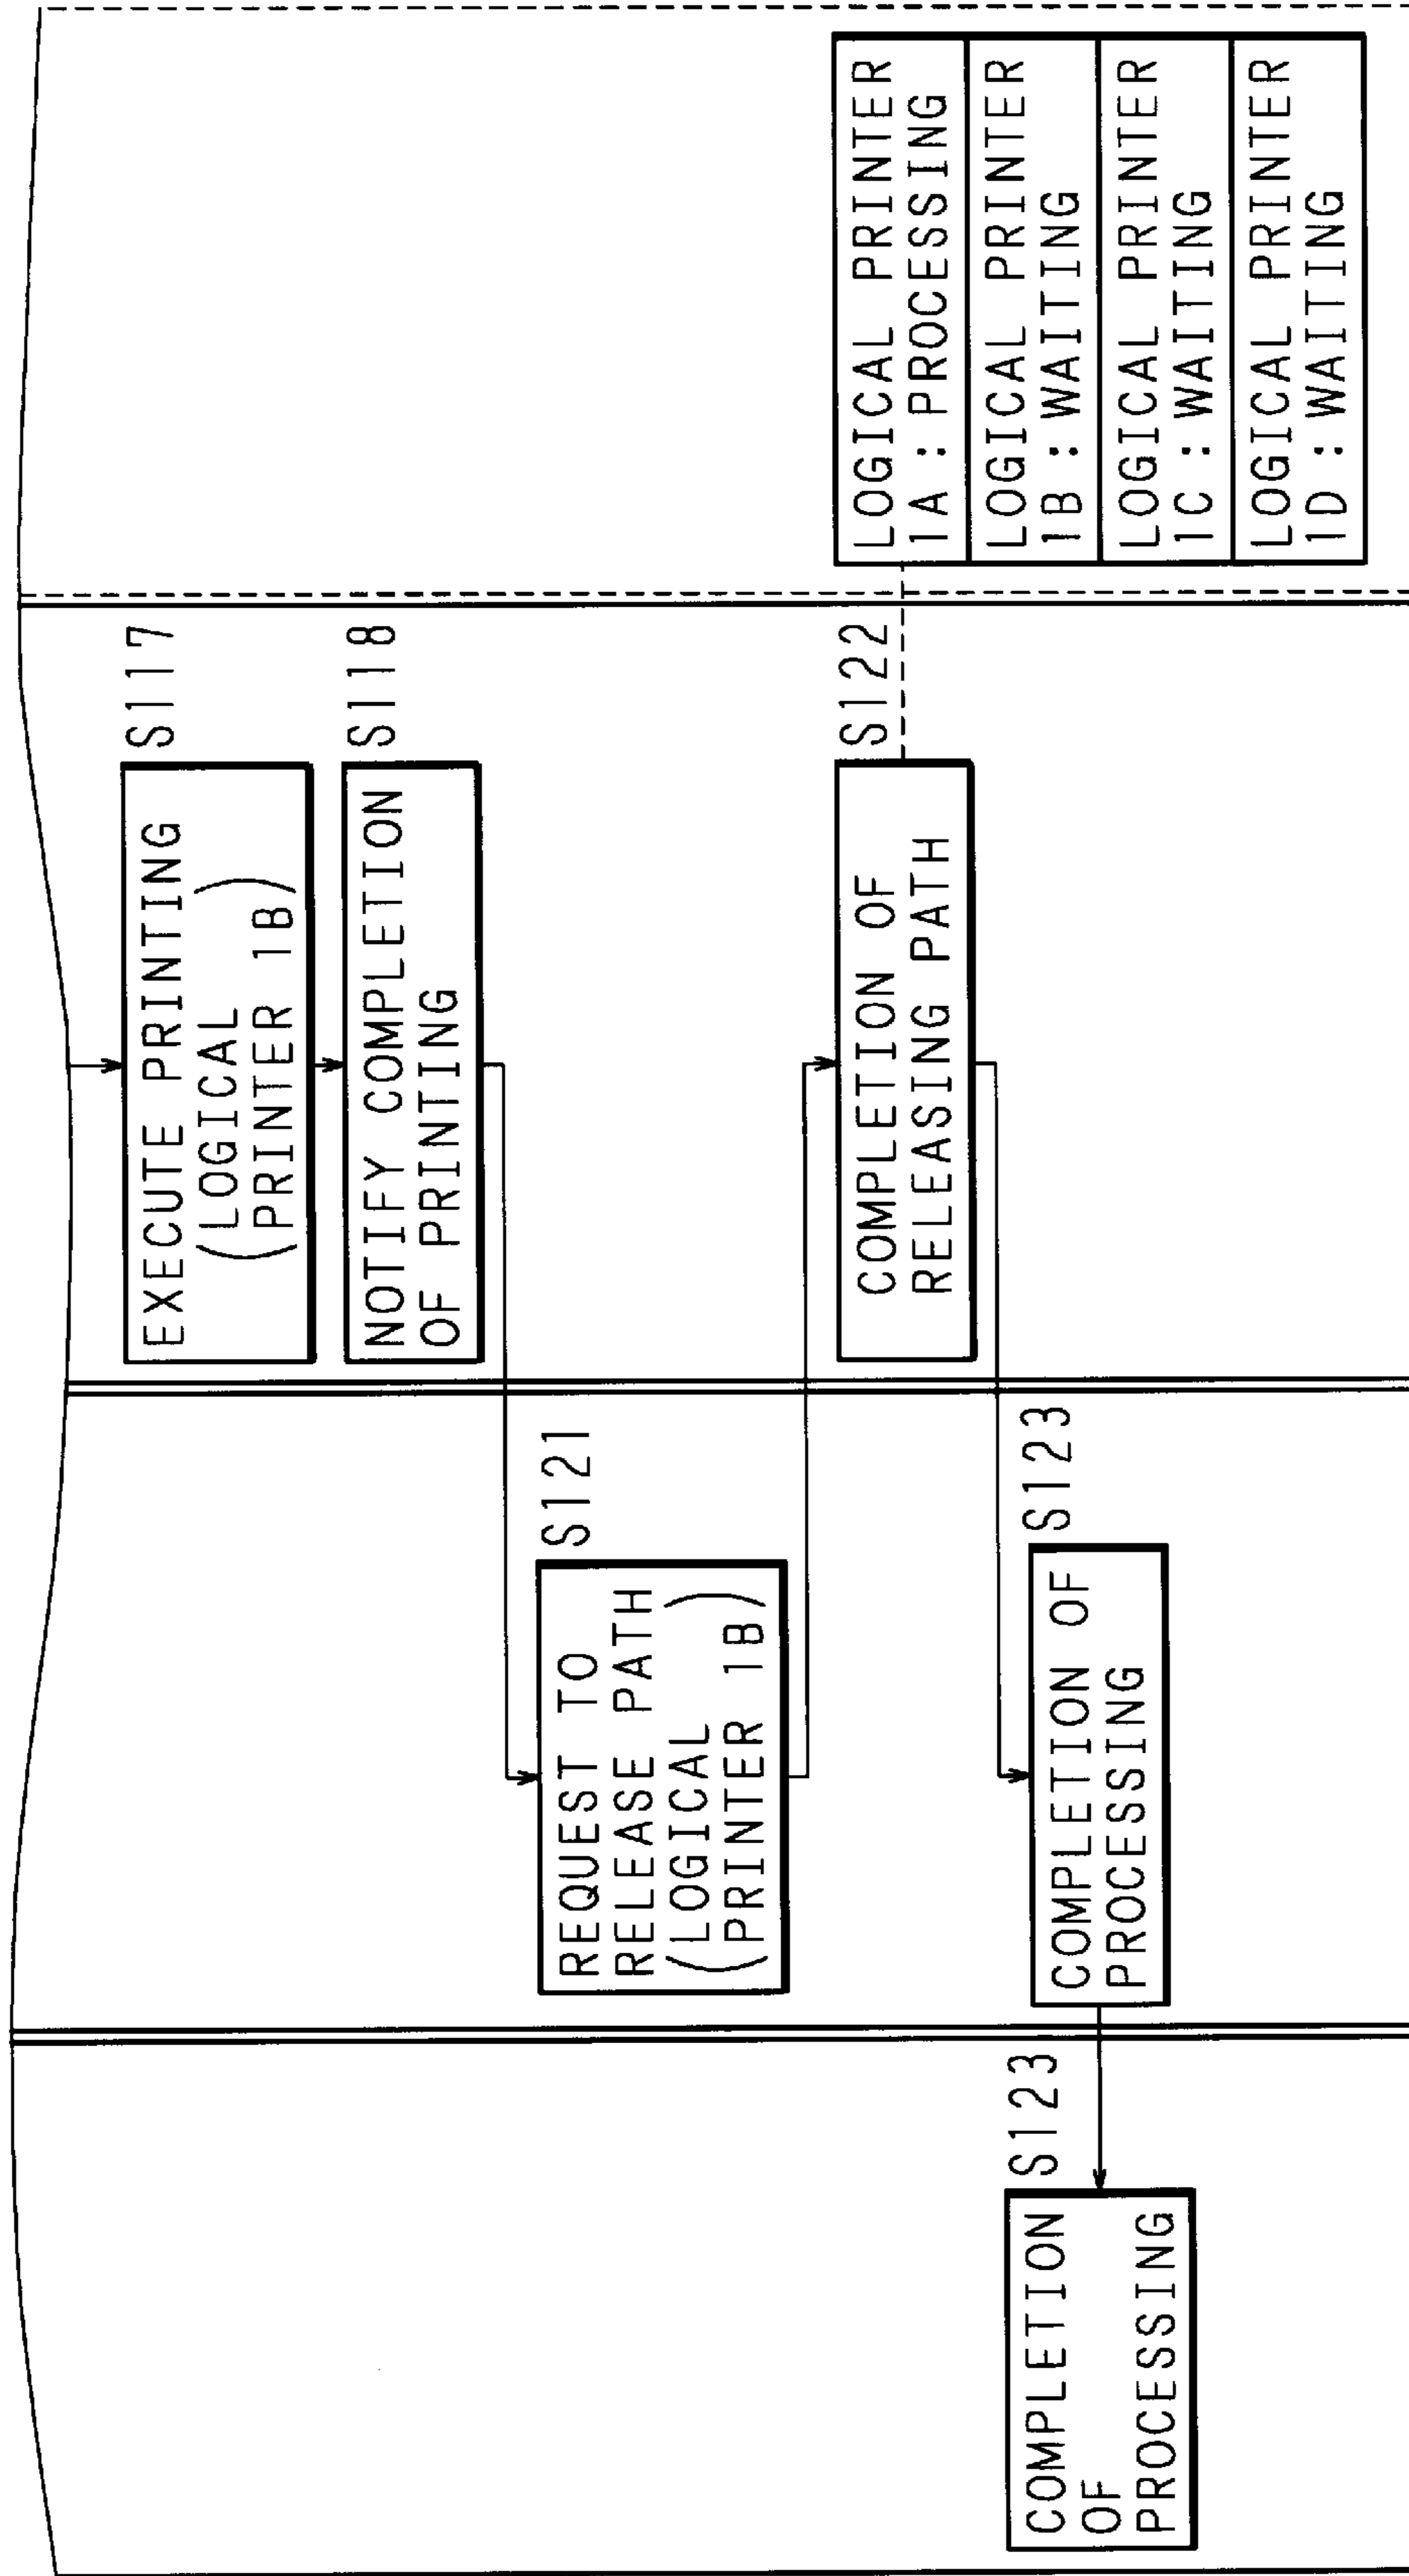 S117
EXECUTE PRINTING
(LOGICAL
PRINTER 1B)
S118
NOTIFY COMPLETION
OF PRINTING
S121
REQUEST TO
RELEASE PATH
(LOGICAL
PRINTER 1B)
S122
COMPLETION OF
RELEASING PATH
LOGICAL PRINTER
1A : PROCESSING
LOGICAL PRINTER
1B : WAITING
LOGICAL PRINTER
1C : WAITING
LOGICAL PRINTER
1D : WAITING
S123
COMPLETION OF
PROCESSING
S123
COMPLETION
OF
PROCESSING